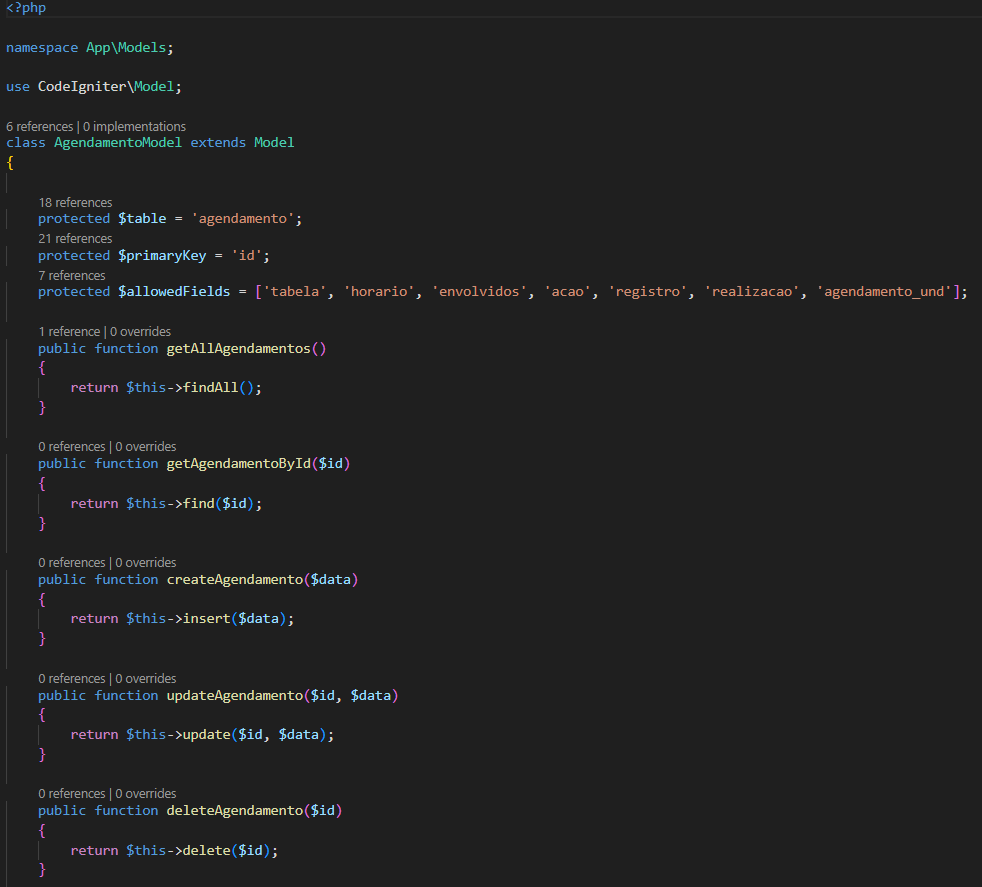 <?php
namespace App\Models;
use CodeIgniter\Model;
6 references | 0 implementations
class AgendamentoModel extends Model
{
18 references
protected $table = 'agendamento';
21 references
protected $primaryKey = 'id';
7 references
protected $allowedFields = ['tabela', 'horario', 'envolvidos', 'acao', 'registro', 'realizacao', 'agendamento_und'];
1 reference | 0 overrides
public function getAllAgendamentos()
{
return $this->findAll();
}
0 references | 0 overrides
public function getAgendamentoById($id)
{
return $this->find($id);
}
0 references | 0 overrides
public function createAgendamento($data)
{
return $this->insert($data);
}
0 references | 0 overrides
public function updateAgendamento($id, $data)
{
return $this->update($id, $data);
}
0 references | 0 overrides
public function deleteAgendamento($id)
{
return $this->delete($id);
}